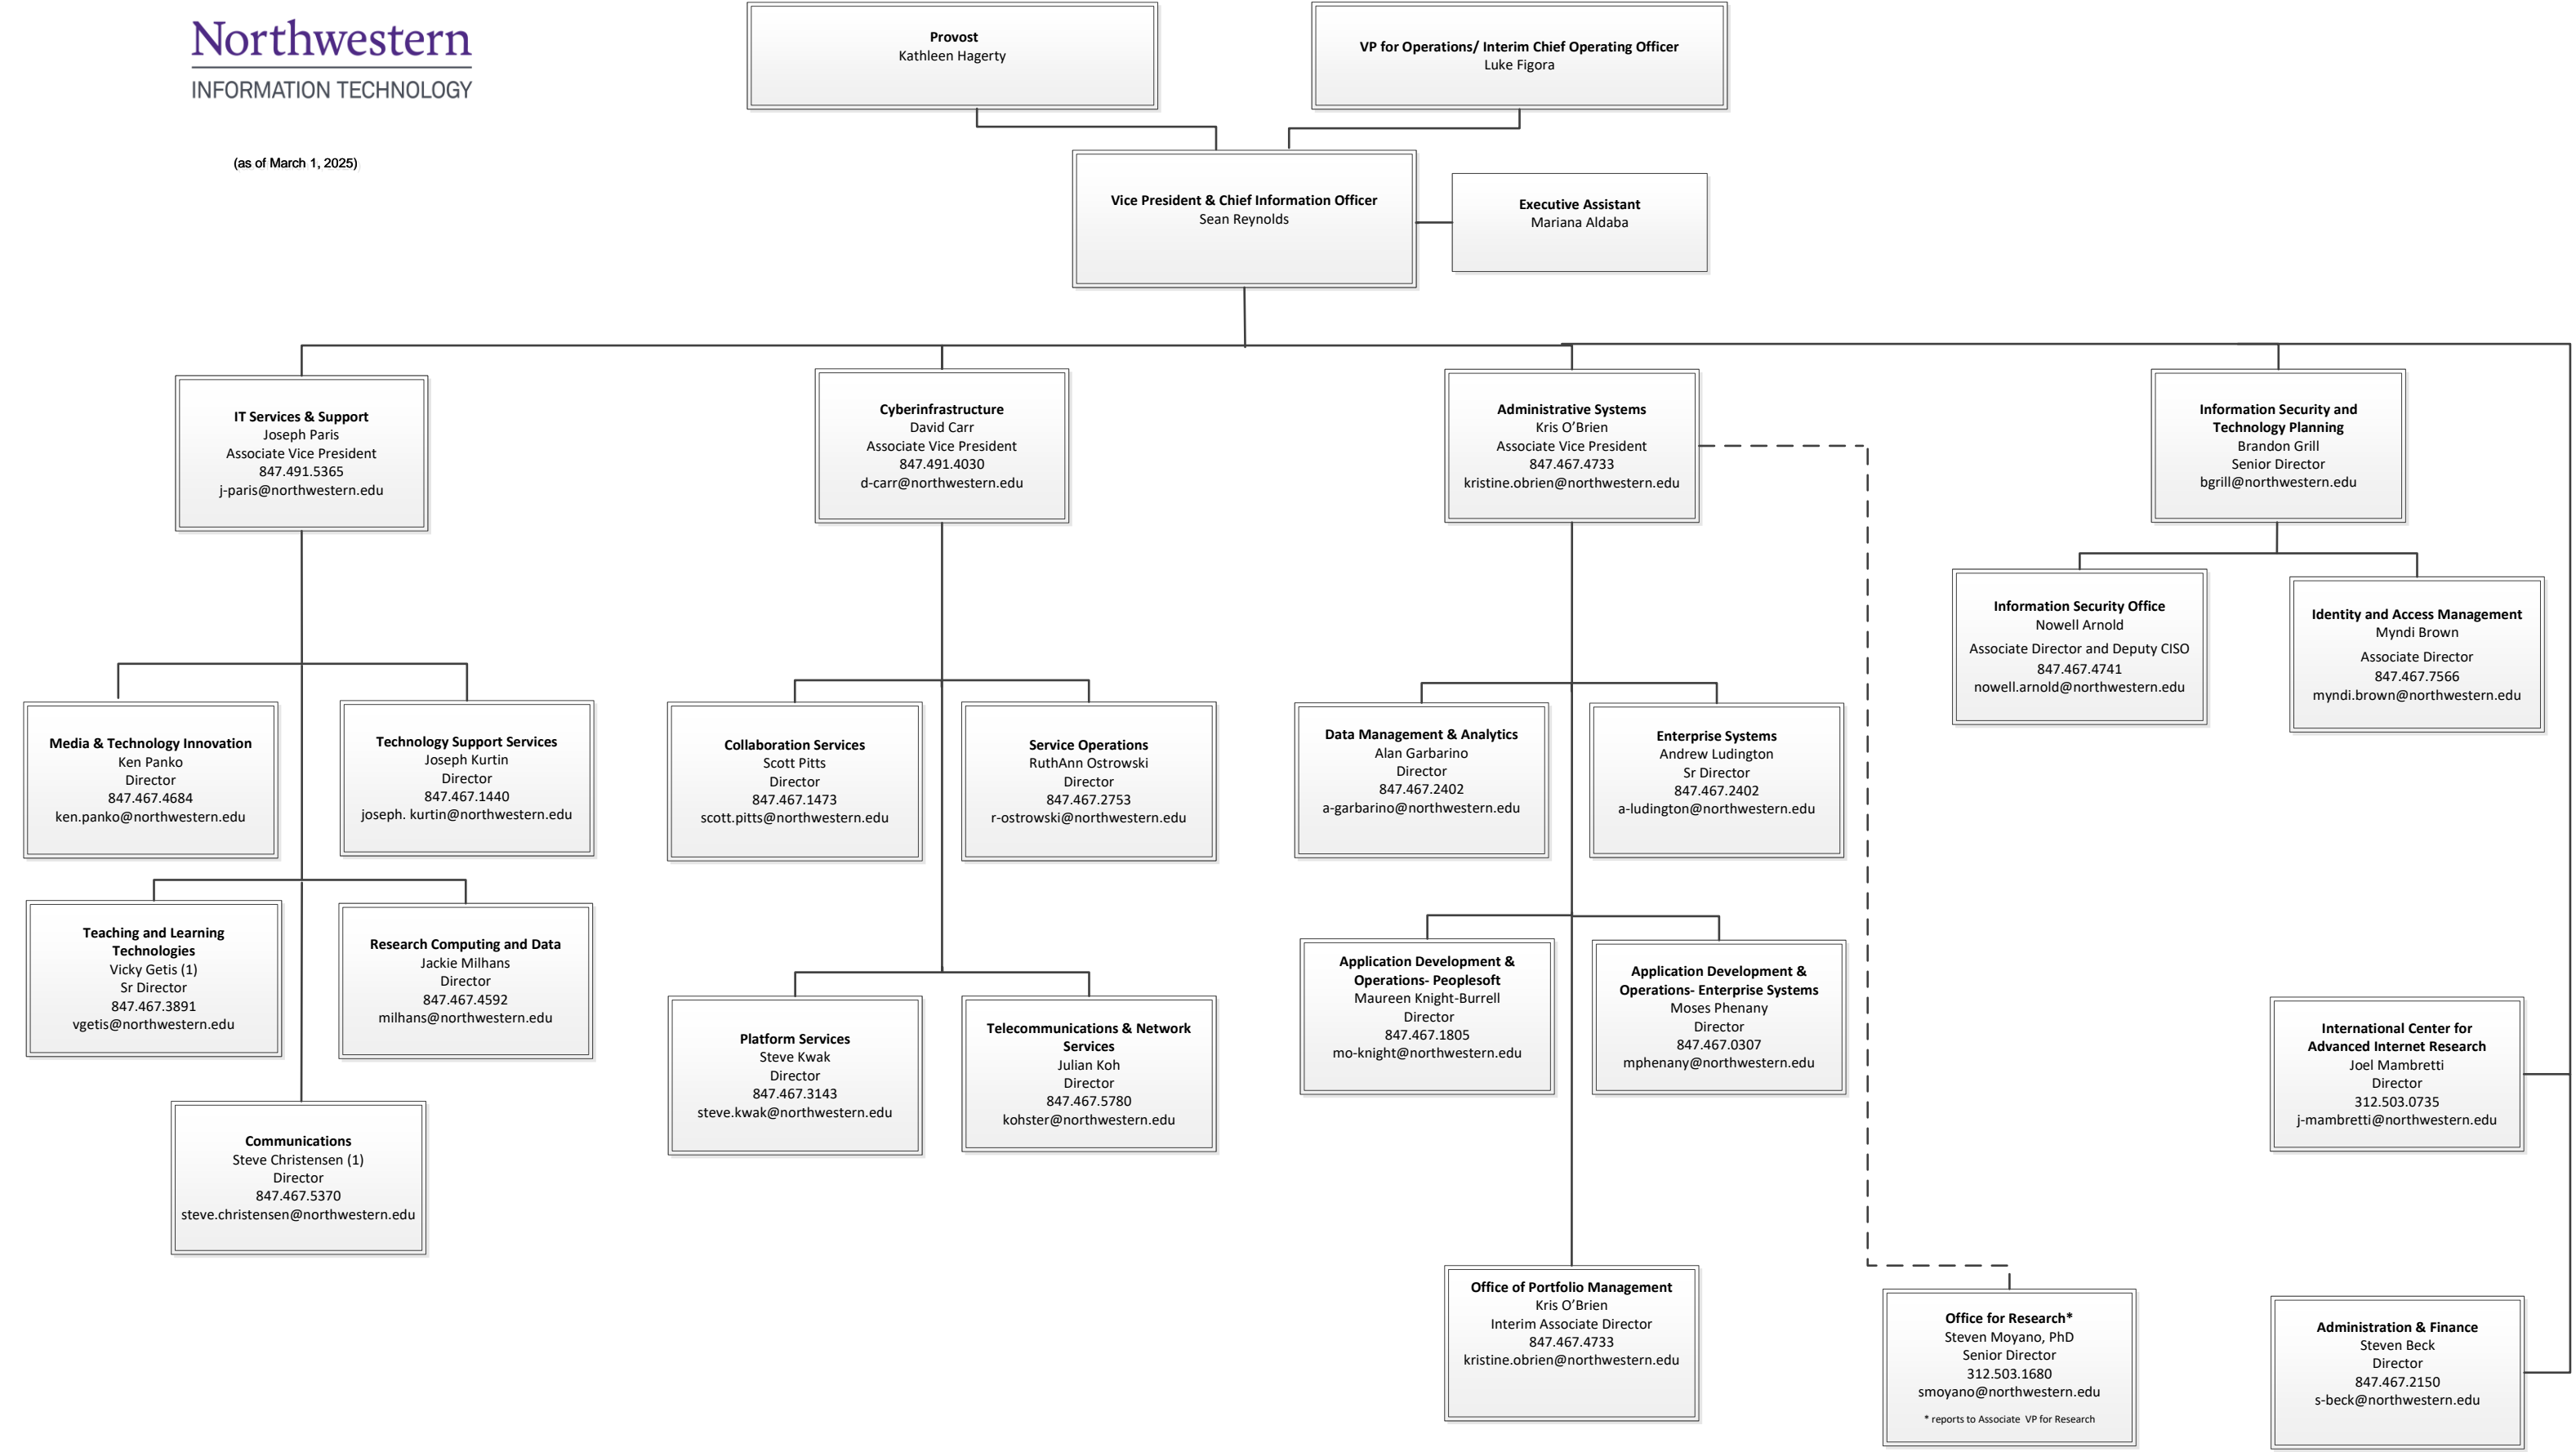 Northwestern
INFORMATION TECHNOLOGY
(as of March 1, 2025)
Provost
Kathleen Hagerty
VP for Operations/ Interim Chief Operating Officer
Luke Figora
Vice President & Chief Information Officer
Sean Reynolds
Executive Assistant
Mariana Aldaba
IT Services & Support
Joseph Paris
Associate Vice President
847.491.5365
j-paris@northwestern.edu
Cyberinfrastructure
David Carr
Associate Vice President
847.491.4030
d-carr@northwestern.edu
Administrative Systems
Kris O’Brien
Associate Vice President
847.467.4733
kristine.obrien@northwestern.edu
Information Security and
Technology Planning
Brandon Grill
Senior Director
bgrill@northwestern.edu
Information Security Office
Nowell Arnold
Associate Director and Deputy CISO
847.467.4741
nowell.arnold@northwestern.edu
Identity and Access Management
Myndi Brown
Associate Director
847.467.7566
myndi.brown@northwestern.edu
Media & Technology Innovation
Ken Panko
Director
847.467.4684
ken.panko@northwestern.edu
Technology Support Services
Joseph Kurtin
Director
847.467.1440
joseph. kurtin@northwestern.edu
Collaboration Services
Scott Pitts
Director
847.467.1473
scott.pitts@northwestern.edu
Service Operations
RuthAnn Ostrowski
Director
847.467.2753
r-ostrowski@northwestern.edu
Data Management & Analytics
Alan Garbarino
Director
847.467.2402
a-garbarino@northwestern.edu
Enterprise Systems
Andrew Ludington
Sr Director
847.467.2402
a-ludington@northwestern.edu
Teaching and Learning
Technologies
Vicky Getis (1)
Sr Director
847.467.3891
vgetis@northwestern.edu
Research Computing and Data
Jackie Milhans
Director
847.467.4592
milhans@northwestern.edu
Platform Services
Steve Kwak
Director
847.467.3143
steve.kwak@northwestern.edu
Telecommunications & Network
Services
Julian Koh
Director
847.467.5780
kohster@northwestern.edu
Application Development &
Operations- Peoplesoft
Maureen Knight-Burrell
Director
847.467.1805
mo-knight@northwestern.edu
Application Development &
Operations- Enterprise Systems
Moses Phenany
Director
847.467.0307
mphenany@northwestern.edu
International Center for
Advanced Internet Research
Joel Mambretti
Director
312.503.0735
j-mambretti@northwestern.edu
Communications
Steve Christensen (1)
Director
847.467.5370
steve.christensen@northwestern.edu
Office of Portfolio Management
Kris O’Brien
Interim Associate Director
847.467.4733
kristine.obrien@northwestern.edu
Office for Research*
Steven Moyano, PhD
Senior Director
312.503.1680
smoyano@northwestern.edu
* reports to Associate VP for Research
Administration & Finance
Steven Beck
Director
847.467.2150
s-beck@northwestern.edu